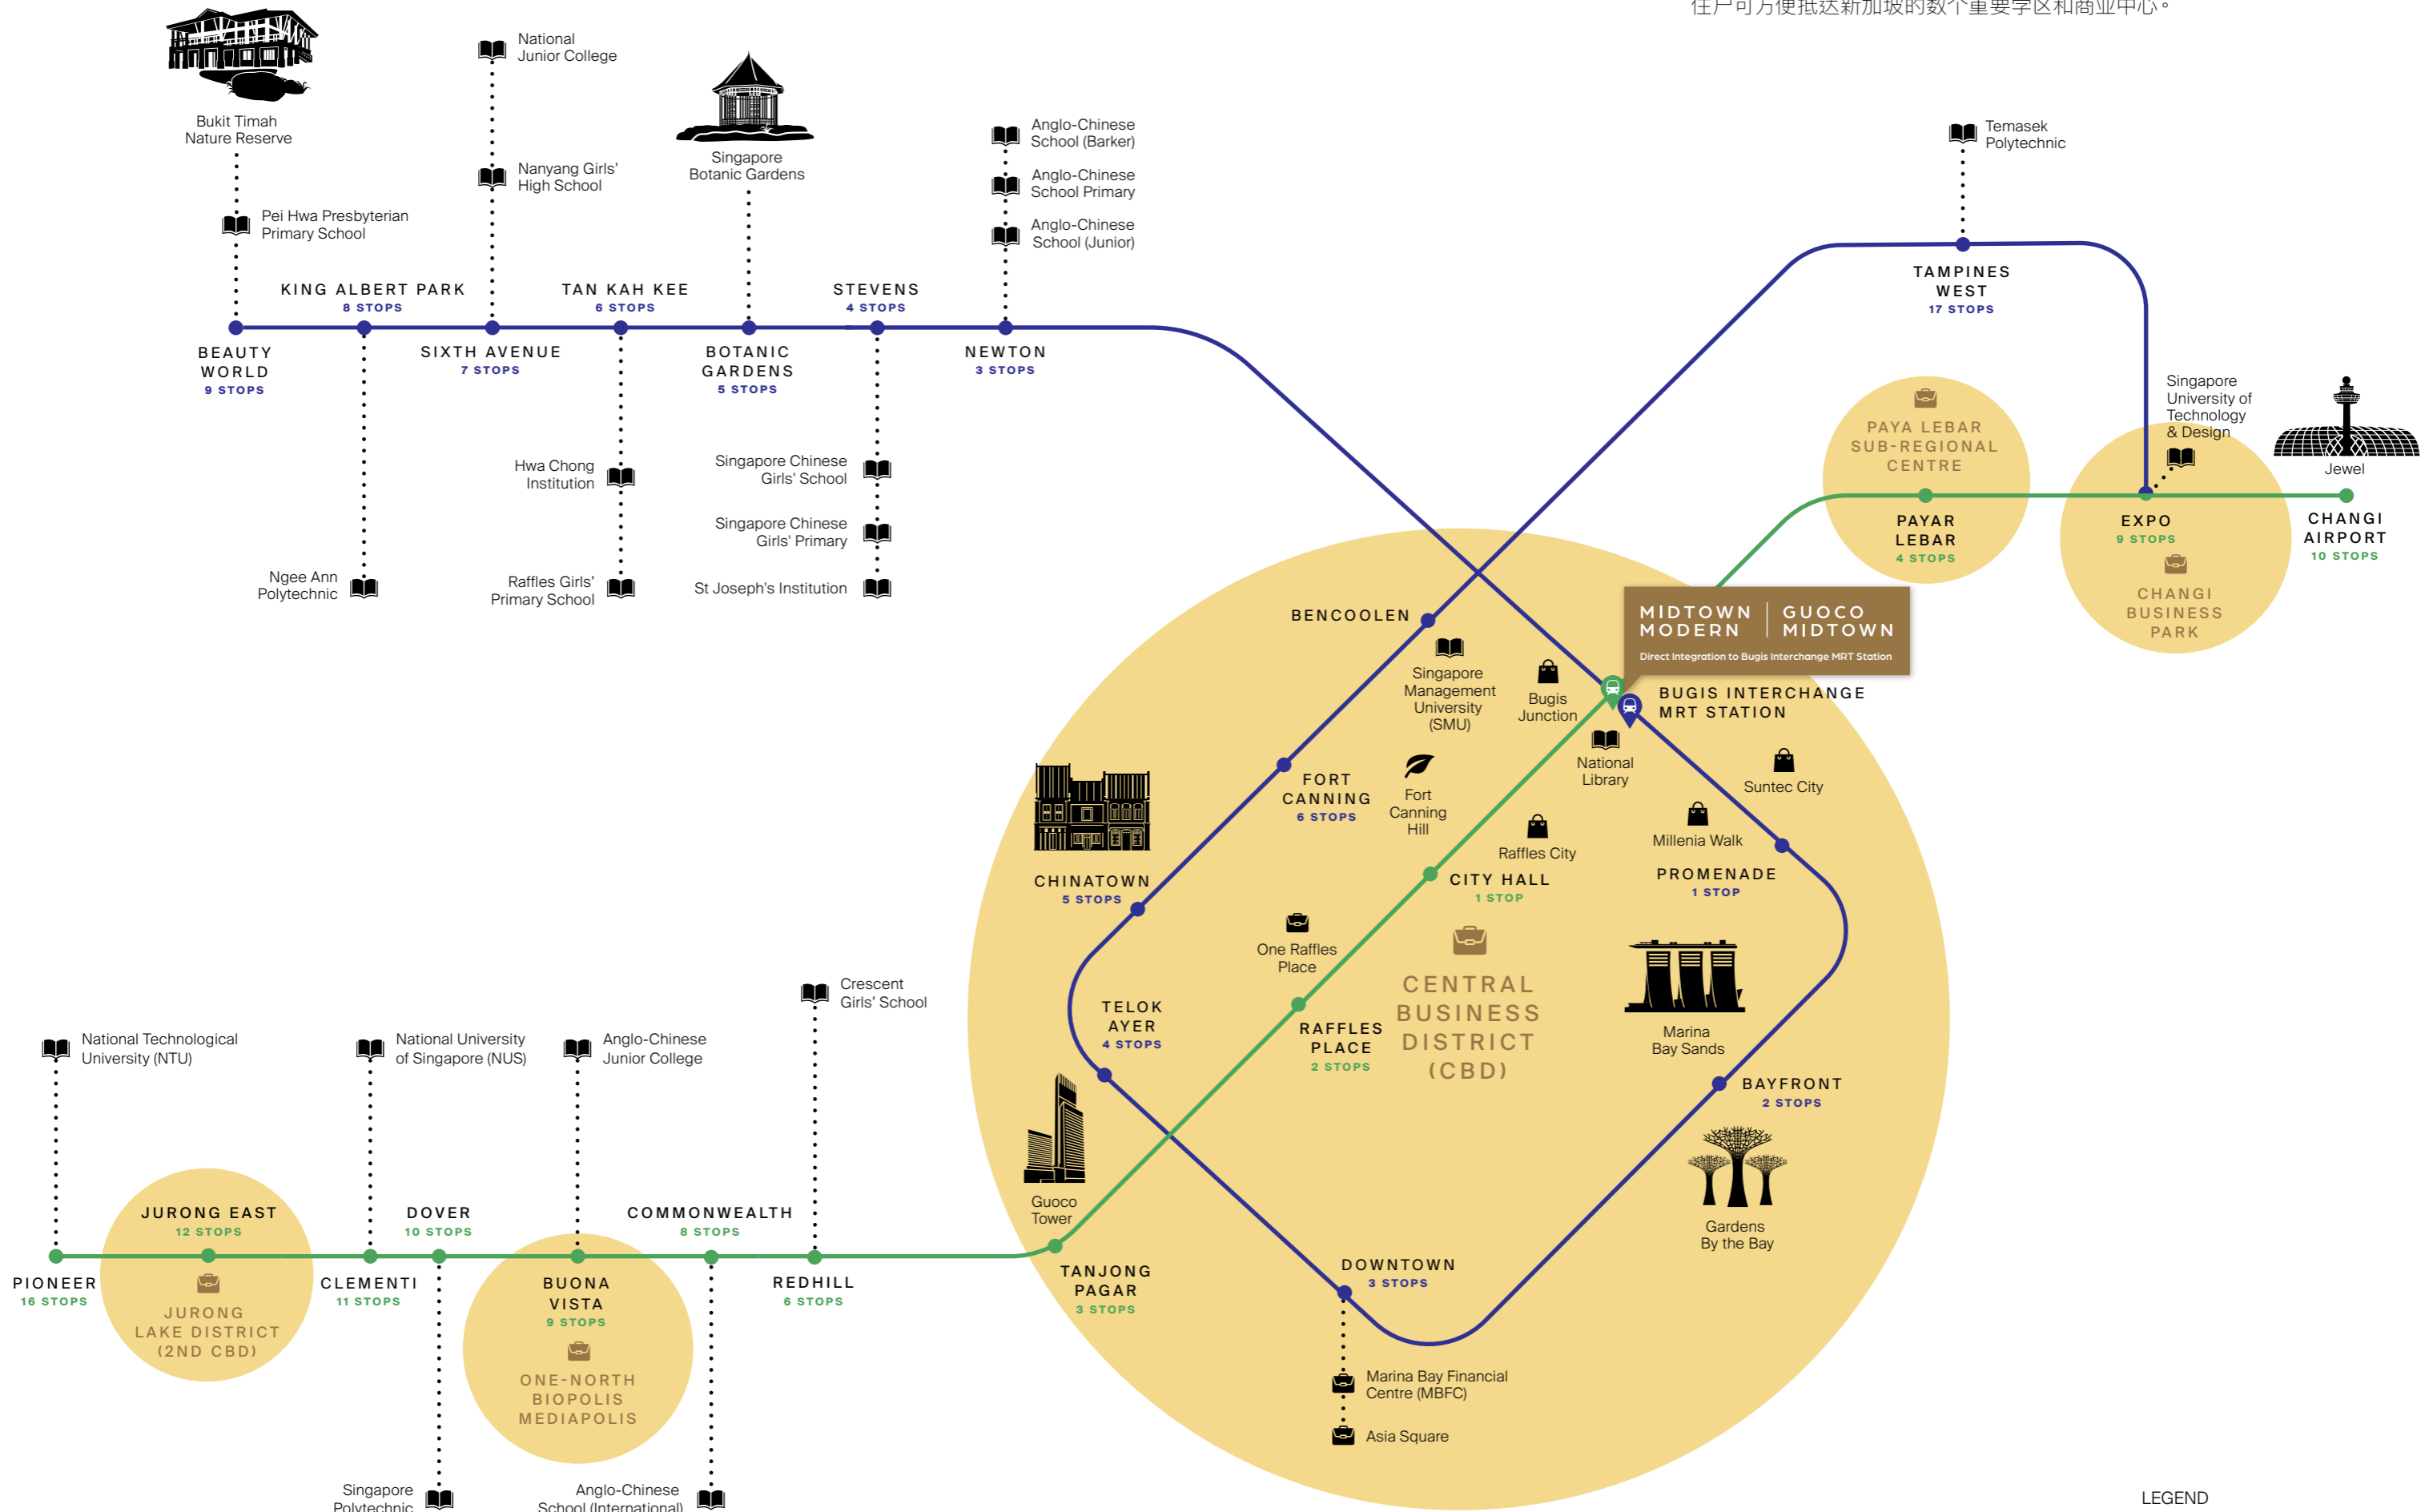 住户可方便抵达新加坡的数个重要学区和商业中心。
National
Junior College
Bukit Timah
Nature Reserve
Nanyang Girls'
High School
Pei Hwa Presbyterian
Primary School
Singapore
Botanic Gardens
Anglo-Chinese
School (Barker)
Anglo-Chinese
School Primary
Anglo-Chinese
School (Junior)
Temasek
Polytechnic
KING ALBERT PARK
8 STOPS
TAN KAH KEE
6 STOPS
STEVENS
4 STOPS
BEAUTY
WORLD
9 STOPS
SIXTH AVENUE
7 STOPS
BOTANIC
GARDENS
5 STOPS
NEWTON
3 STOPS
TAMPINES
WEST
17 STOPS
Hwa Chong
Institution
Raffles Girls'
Primary School
Ngee Ann
Polytechnic
Singapore Chinese
Girls' School
Singapore Chinese
Girls' Primary
St Joseph's Institution
PAYA LEBAR
SUB-REGIONAL
CENTRE
PAYAR
LEBAR
4 STOPS
Singapore
University of
Technology
& Design
EXPO
9 STOPS
CHANGI
BUSINESS
PARK
Jewel
CHANGI
AIRPORT
10 STOPS
MIDTOWN
MODERN
GUOCO
MIDTOWN
Direct Integration to Bugis Interchange MRT Station
BUGIS INTERCHANGE
MRT STATION
BENCOOLEN
Singapore
Management
University
(SMU)
Bugis
Junction
National
Library
Suntec City
Millenia Walk
FORT
CANNING
6 STOPS
Fort
Canning
Hill
Raffles City
CITY HALL
1 STOP
PROMENADE
1 STOP
CHINATOWN
5 STOPS
One Raffles
Place
CENTRAL
BUSINESS
DISTRICT
(CBD)
TELOK
AYER
4 STOPS
RAFFLES
PLACE
2 STOPS
Marina
Bay Sands
BAYFRONT
2 STOPS
Gardens
By the Bay
Guoco
Tower
TANJONG
PAGAR
3 STOPS
DOWNTOWN
3 STOPS
Marina Bay Financial
Centre (MBFC)
Asia Square
Crescent
Girls' School
National Technological
University (NTU)
National University
of Singapore (NUS)
Anglo-Chinese
Junior College
JURONG EAST
12 STOPS
DOVER
10 STOPS
COMMONWEALTH
8 STOPS
PIONEER
16 STOPS
CLEMENTI
11 STOPS
BUONA
VISTA
9 STOPS
REDHILL
6 STOPS
JURONG
LAKE DISTRICT
(2ND CBD)
ONE-NORTH
BIOPOLIS
MEDIAPOLIS
Singapore
Polytechnic
Anglo-Chinese
School (International)
LEGEND